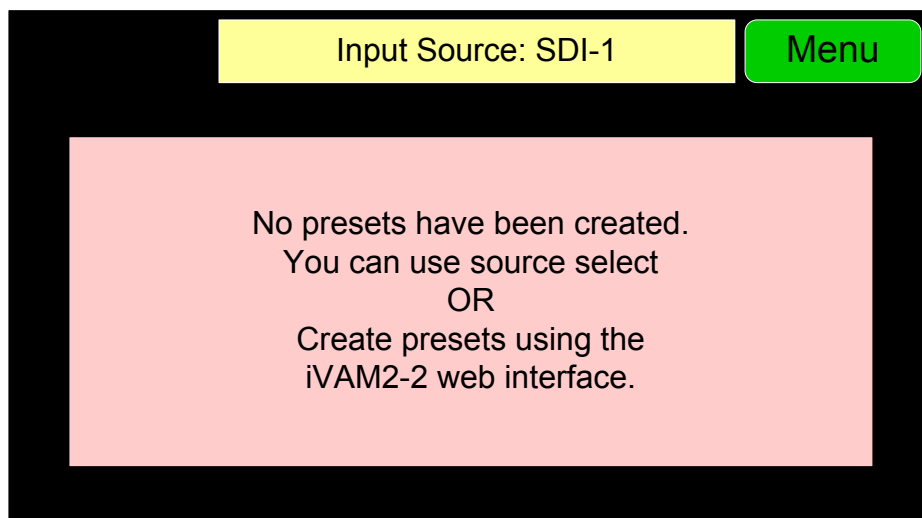 Input Source: SDI-1
Menu
No presets have been created.
You can use source select
OR
Create presets using the
iVAM2-2 web interface.